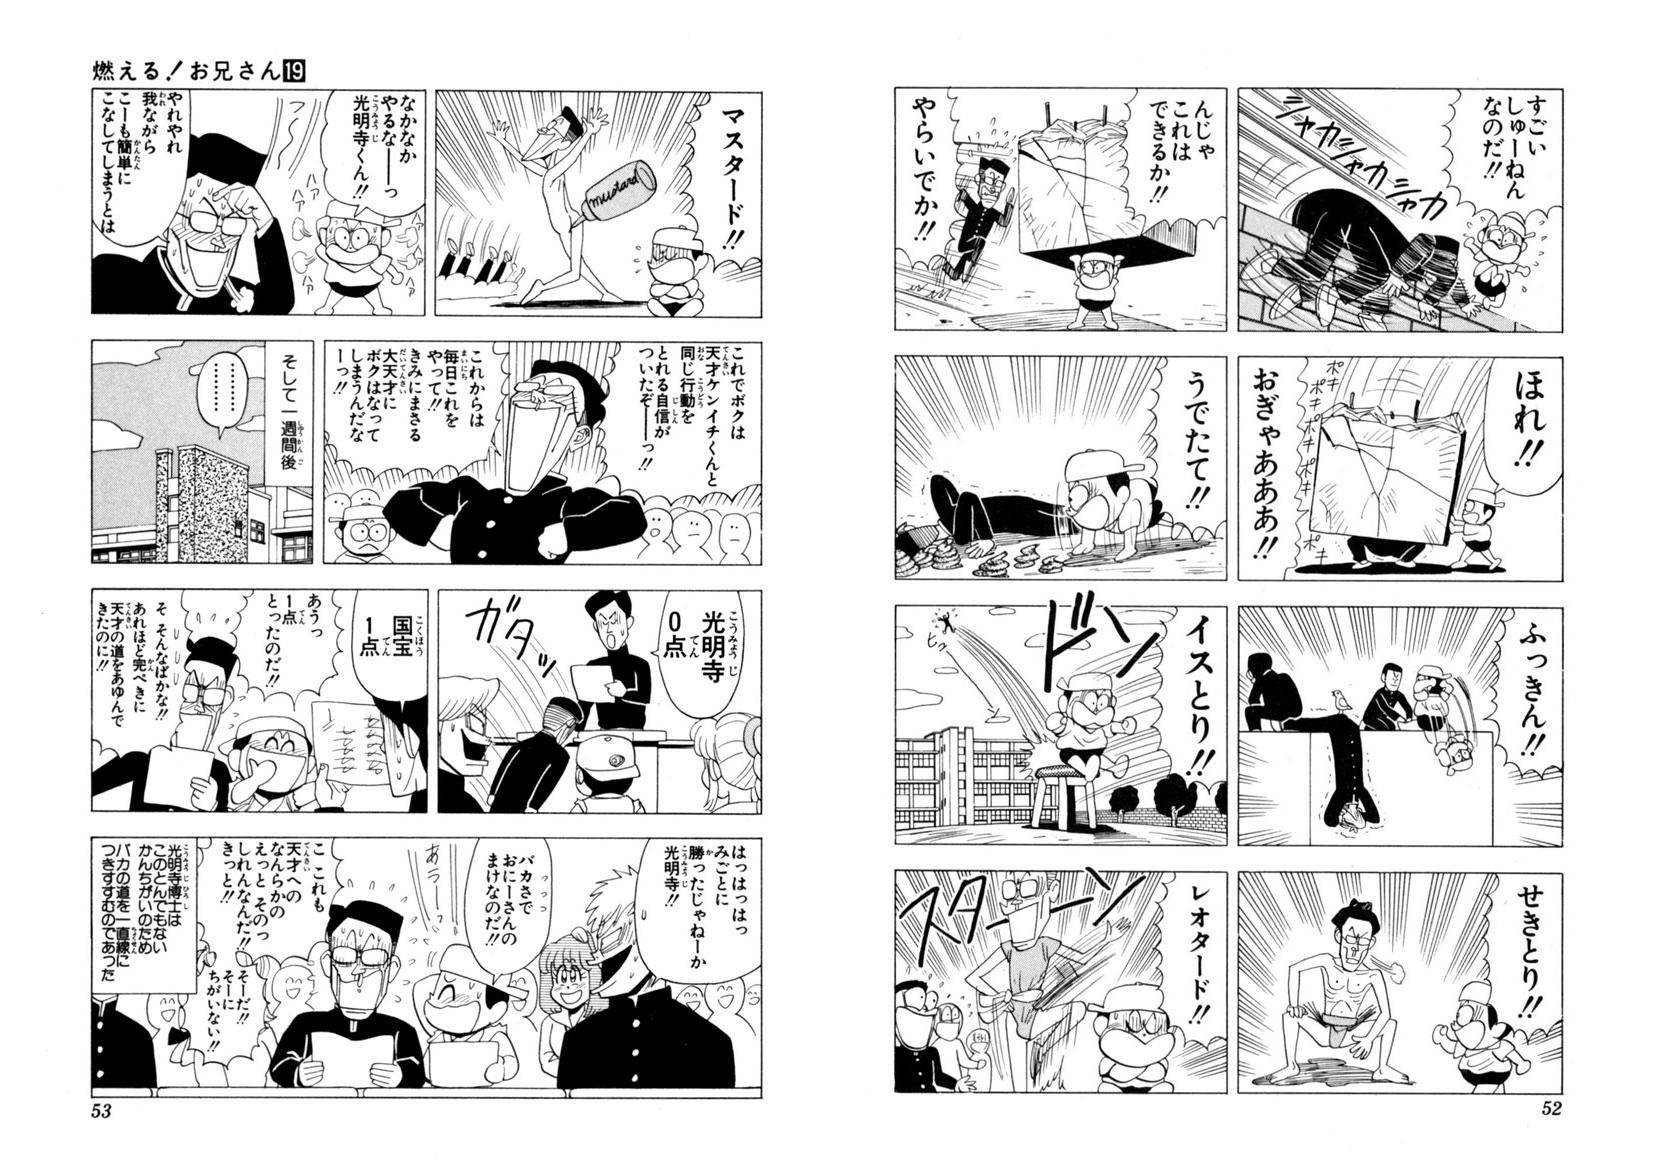 すごい
しゅーねん
なのだ!!
シャカシャカシャカ
んじゃ
これは
できるか!!
やらいでか!!
ほれ!!
ポキ
ポキ
ポキポキ
ポキ
ポキ
おぎゃあああ!!
うでたて!!
ふっきん!!
イスとり!!
ドン
ヒュ
せきとり!!
レオタード!!
スターーン
52
燃える!お兄さん19
マスタード!!
mustard
なかなか
やるなーーっ
光明寺くん!!
ハア
ハア
ハア
ハア
やれやれ
我ながら
こーも簡単に
こなしてしまうとは
これでボクは
天才ケンイチくんと
同じ行動を
とれる自信が
ついたぞーーっ!!
これからは
毎日これを
やって!!
きみにまさる
大天才に
ボクはなって
しまうんだな
ーっ!!
そして一週間後
…………
…………
光明寺
0点
ガタッ
国宝
1点
あうっ
1点
とったのだ!!
そ そんなばかな!!
あれほど完ぺきに
天才の道をあゆんで
きたのに!!
はっはっはっ
みごとに
勝ったじゃねーか
光明寺!!
バカさで
おにーさんの
まけなのだ!!
あらー
こ これも
天才への
なんらかの
えっと そのっ
しれんなんだ!!
きっと!!
そーだ!!
そーに
ちがいない!!
光明寺博士は
このとんでもない
かんちがいのため
バカの道を一直線に
つきすすむのであった
53